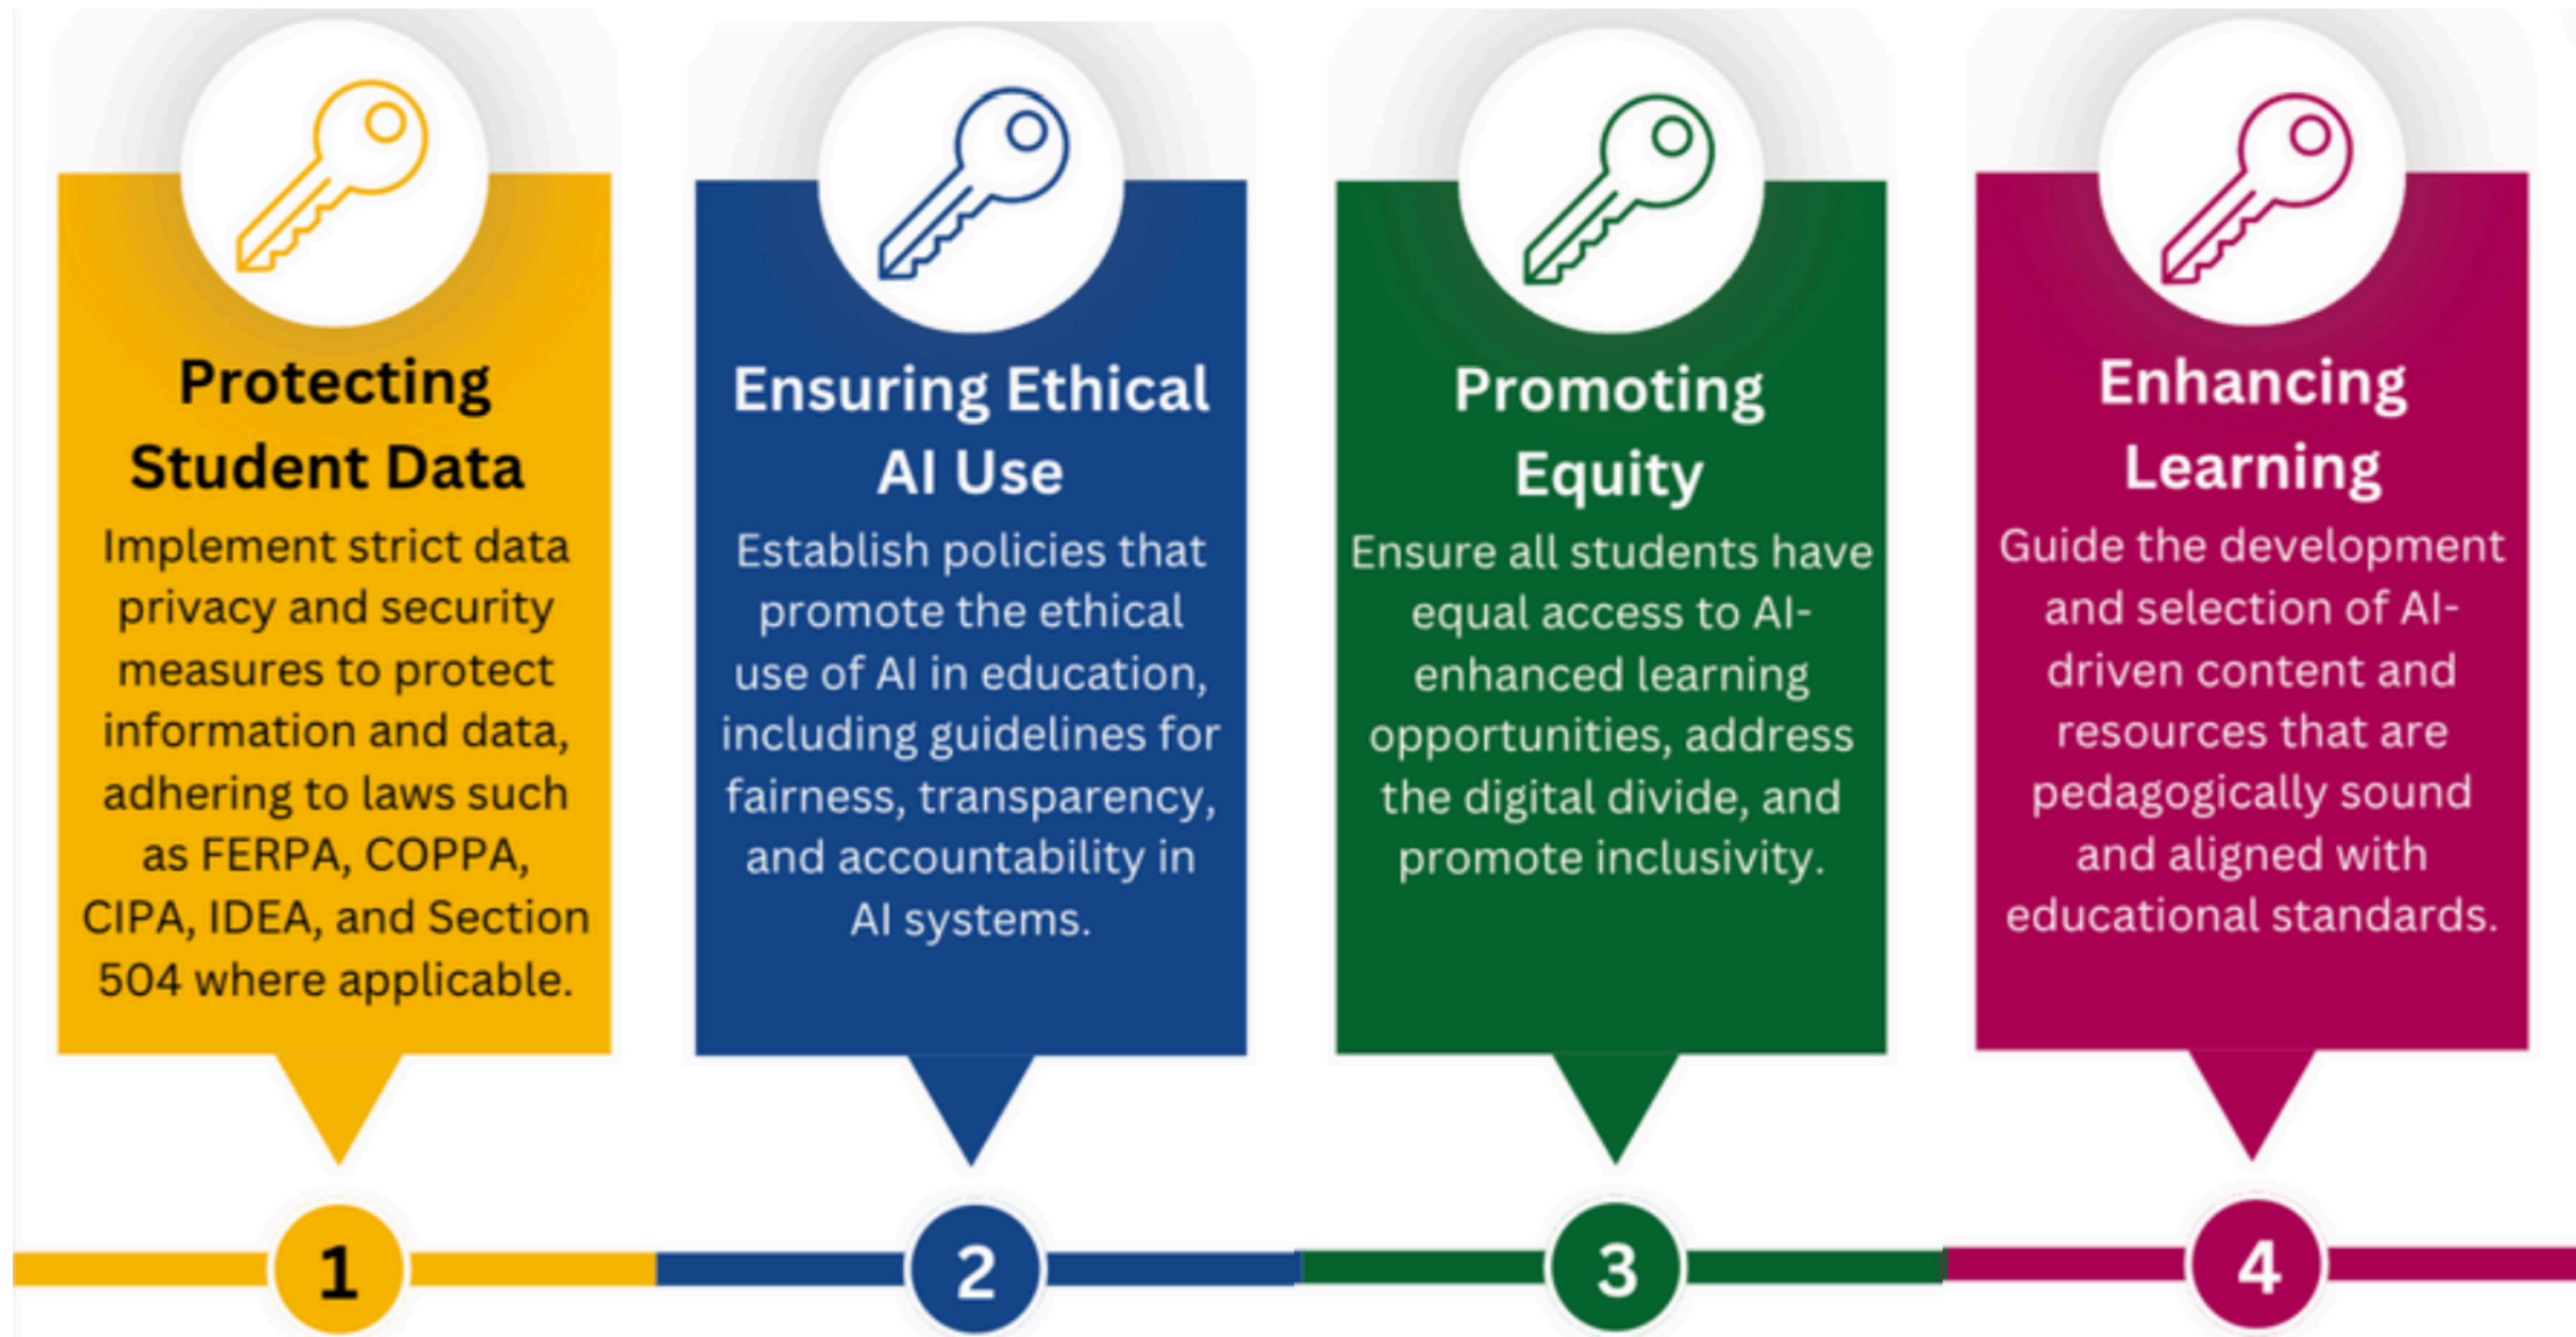 Protecting
Student Data
Implement strict data
privacy and security
measures to protect
information and data,
adhering to laws such
as FERPA, COPPA,
CIPA, IDEA, and Section
504 where applicable.
1
Ensuring Ethical
AI Use
Establish policies that
promote the ethical
use of AI in education,
including guidelines for
fairness, transparency,
and accountability in
AI systems.
2
Promoting
Equity
Ensure all students have
equal access to AI-
enhanced learning
opportunities, address
the digital divide, and
promote inclusivity.
3
Enhancing
Learning
Guide the development
and selection of AI-
driven content and
resources that are
pedagogically sound
and aligned with
educational standards.
4